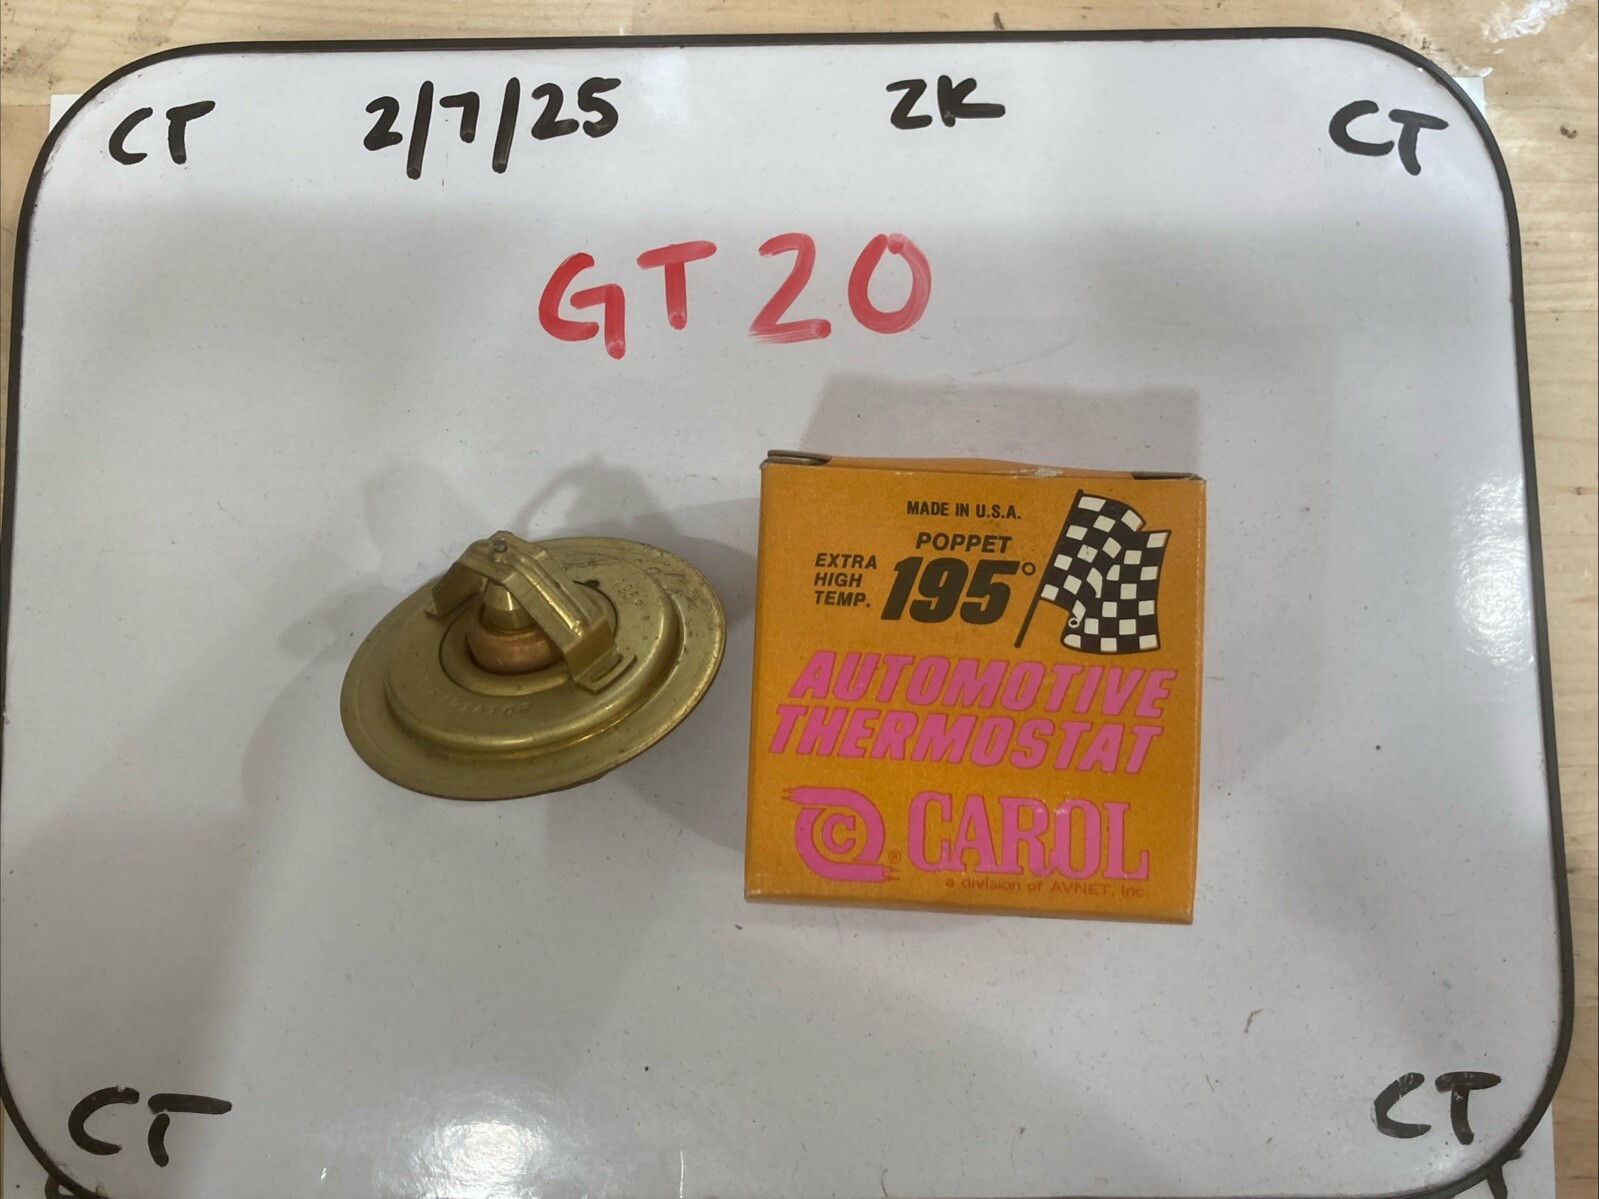 CT 2/7/25 ZK CT
GT20
MADE IN U.S.A.
POPPET
EXTRA
HIGH
TEMP.
195°
AUTOMOTIVE
THERMOSTAT
C ® CAROL
a division of AVNET, Inc.
CT CT